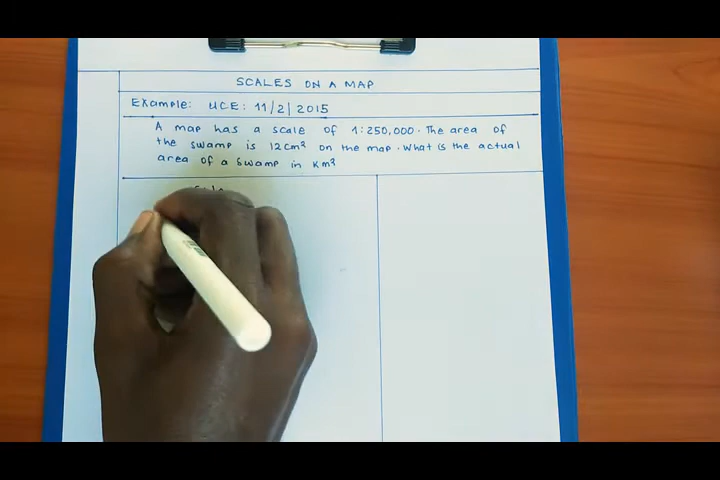 SCALES ON A MAP
Example: UCE: 11/2/2015
A map has a scale of 1:250,000. The area of
the swamp is 12cm² on the map. What is the actual
area of a swamp in Km²